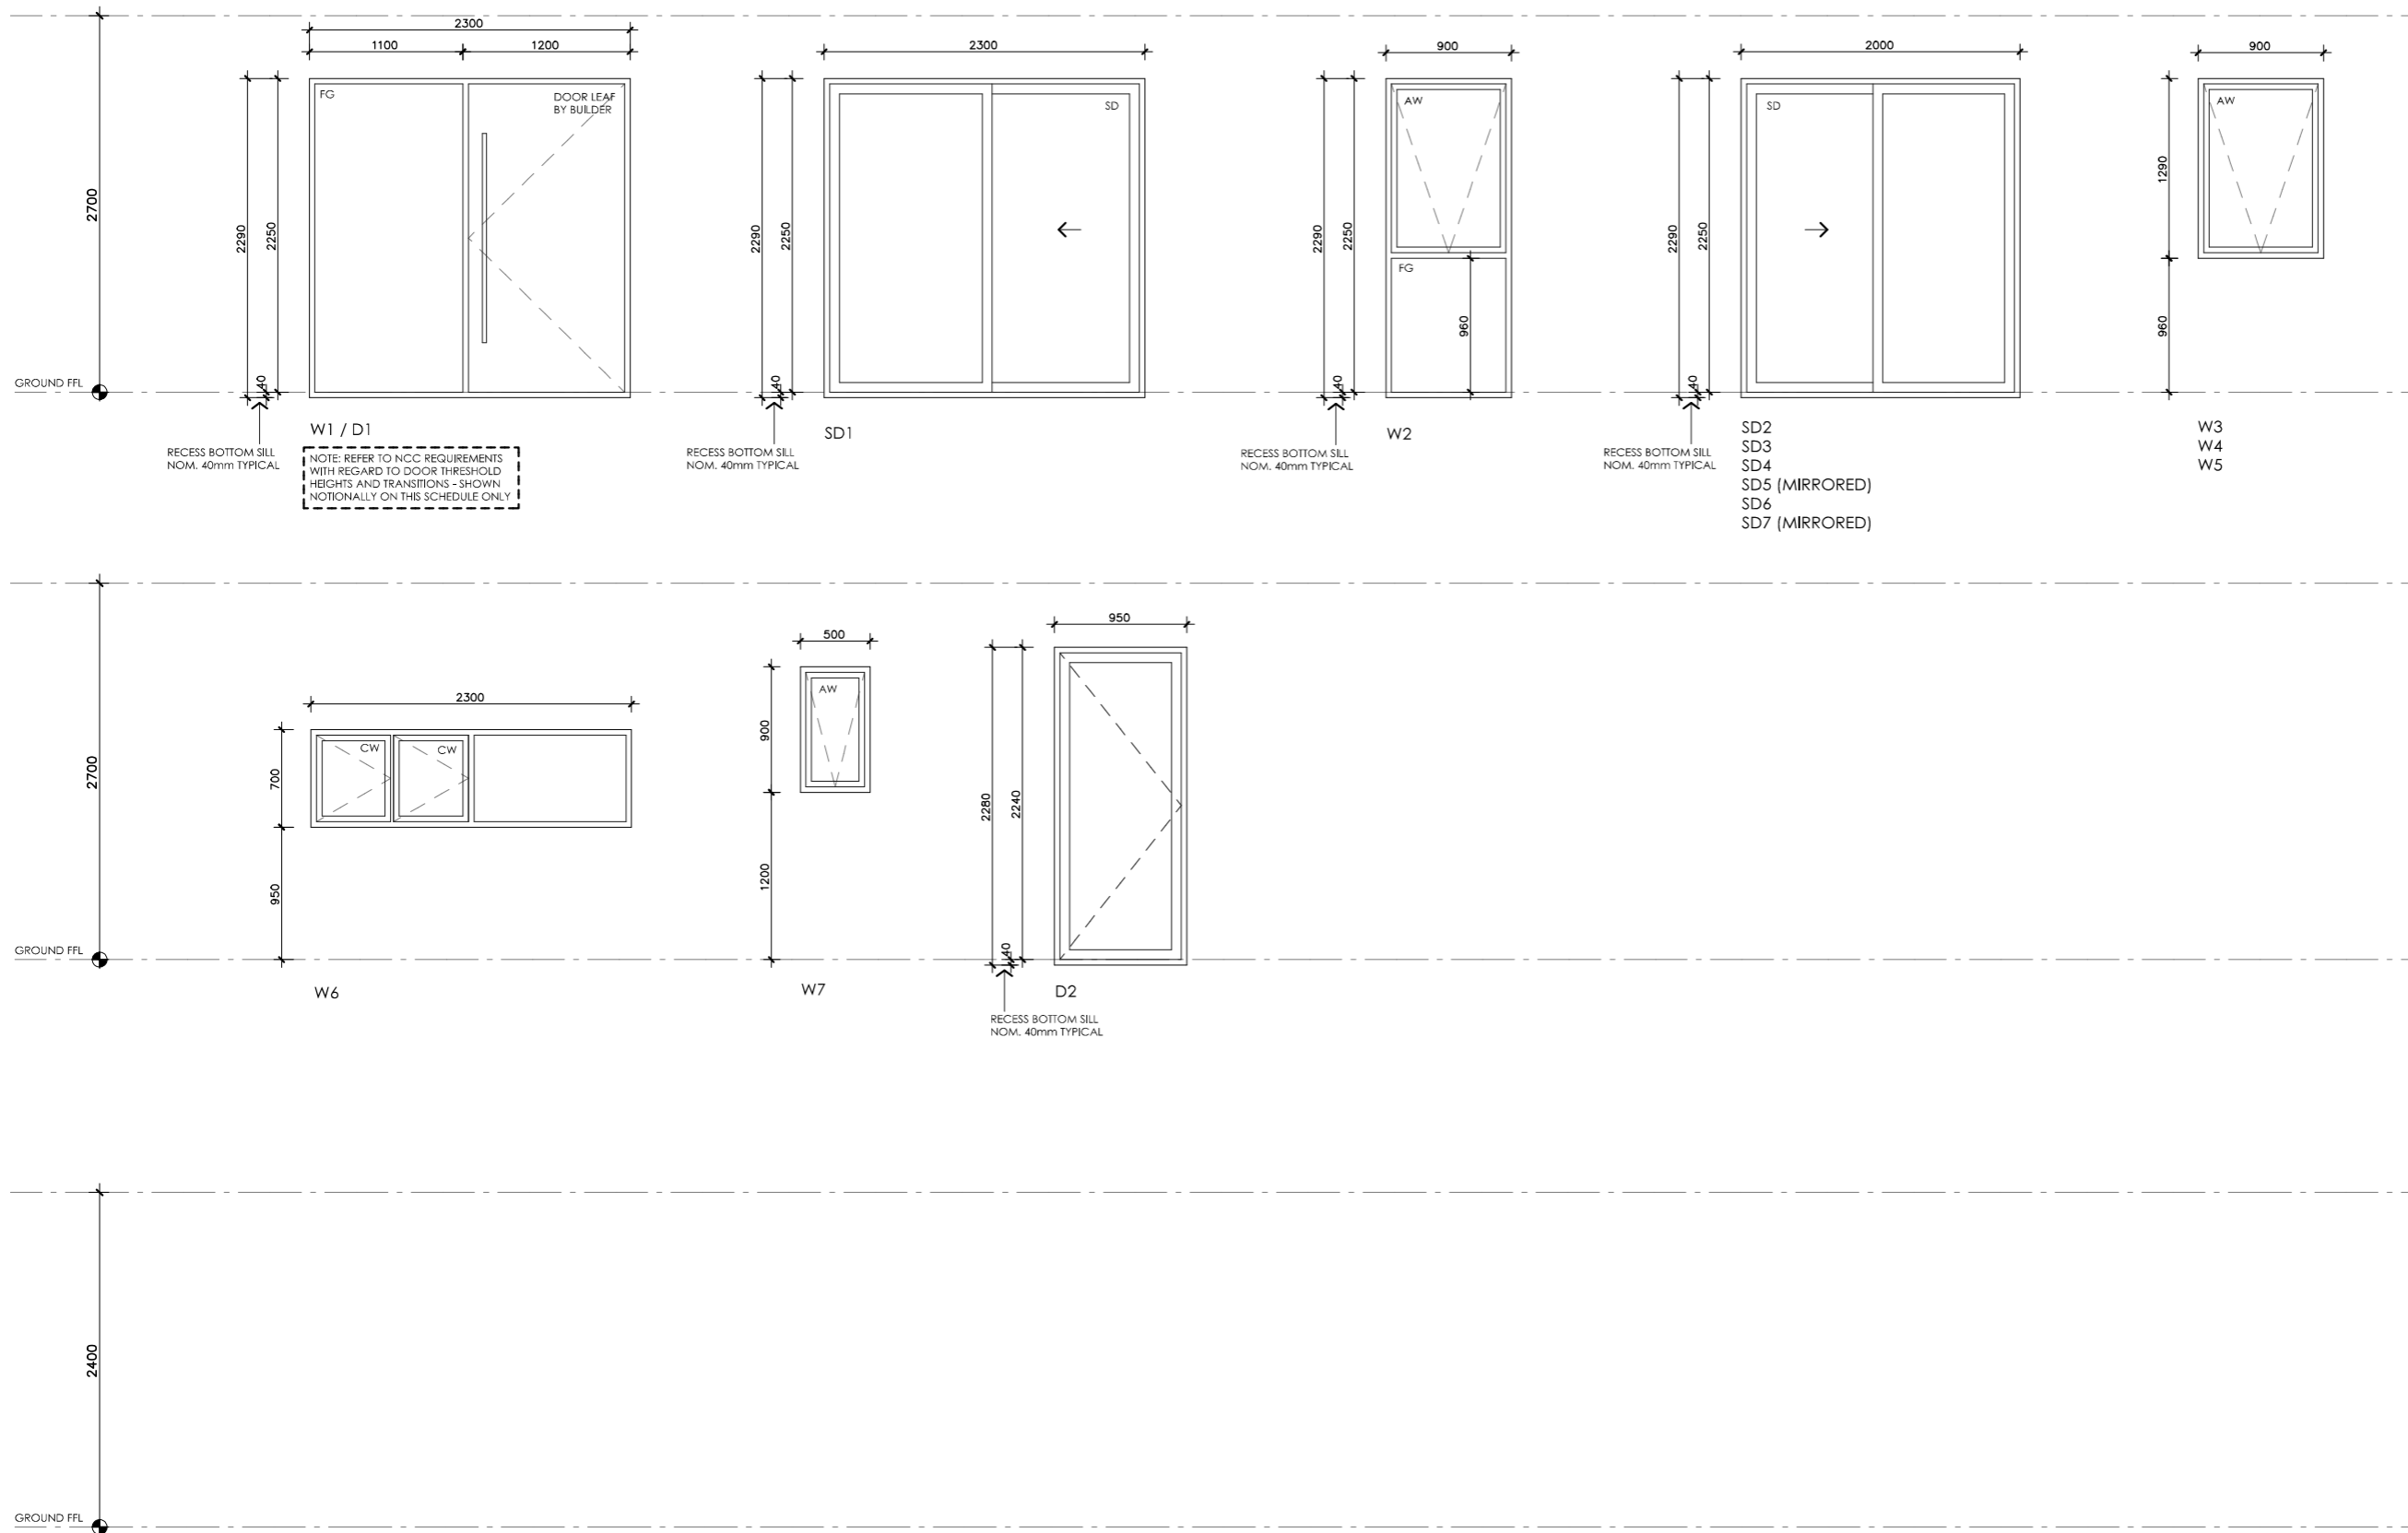 2300
1100
1200
2290
2250
40
2700
FG
DOOR LEAF
BY BUILDER
GROUND FFL
RECESS BOTTOM SILL
NOM. 40mm TYPICAL
W1 / D1
NOTE: REFER TO NCC REQUIREMENTS
WITH REGARD TO DOOR THRESHOLD
HEIGHTS AND TRANSITIONS - SHOWN
NOTIONALLY ON THIS SCHEDULE ONLY
2300
2290
2250
40
SD
RECESS BOTTOM SILL
NOM. 40mm TYPICAL
SD1
900
2290
2250
40
AW
FG
960
RECESS BOTTOM SILL
NOM. 40mm TYPICAL
W2
2000
2290
2250
40
SD
RECESS BOTTOM SILL
NOM. 40mm TYPICAL
SD2
SD3
SD4
SD5 (MIRRORED)
SD6
SD7 (MIRRORED)
900
1290
960
AW
W3
W4
W5
2700
GROUND FFL
2300
700
950
CW
CW
W6
500
900
1200
AW
W7
950
2280
2240
40
D2
RECESS BOTTOM SILL
NOM. 40mm TYPICAL
2400
GROUND FFL